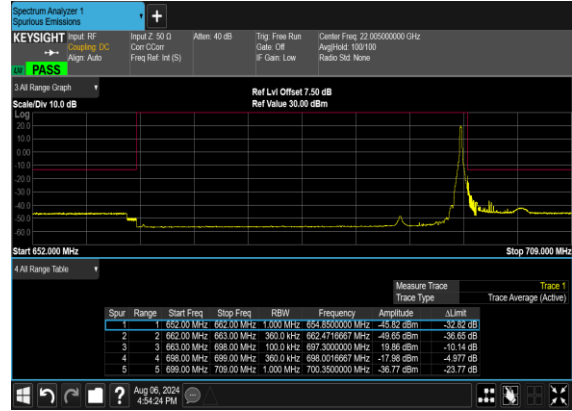 Spectrum Analyzer 1
Spurious Emissions
KEYSIGHT Input: RF Input Z: 50 Ω Atten: 40 dB Trig: Free Run Center Freq: 22.005000000 GHz
Coupling: DC Corr CCorr Gate: Off Avg|Hold: 100/100
Align: Auto Freq Ref: Int (S) IF Gain: Low Radio Std: None
PASS
3 All Range Graph
Ref Lvl Offset 7.50 dB
Scale/Div 10.0 dB Ref Value 30.00 dBm
Log
20.0
10.0
0.00
-10.0
-20.0
-30.0
-40.0
-50.0
-60.0
Start 652.000 MHz Stop 709.000 MHz
4 All Range Table
Measure Trace Trace 1
Trace Type Trace Average (Active)
Spur Range Start Freq Stop Freq RBW Frequency Amplitude ΔLimit
1 1 652.00 MHz 662.00 MHz 1.000 MHz 654.8500000 MHz -45.82 dBm -32.82 dB
2 2 662.00 MHz 663.00 MHz 360.0 kHz 662.4716667 MHz -49.65 dBm -36.65 dB
3 3 663.00 MHz 698.00 MHz 100.0 kHz 697.3000000 MHz 19.86 dBm -10.14 dB
4 4 698.00 MHz 699.00 MHz 360.0 kHz 698.0016667 MHz -17.98 dBm -4.977 dB
5 5 699.00 MHz 709.00 MHz 1.000 MHz 700.3500000 MHz -36.77 dBm -23.77 dB
? Aug 06, 2024
4:54:24 PM